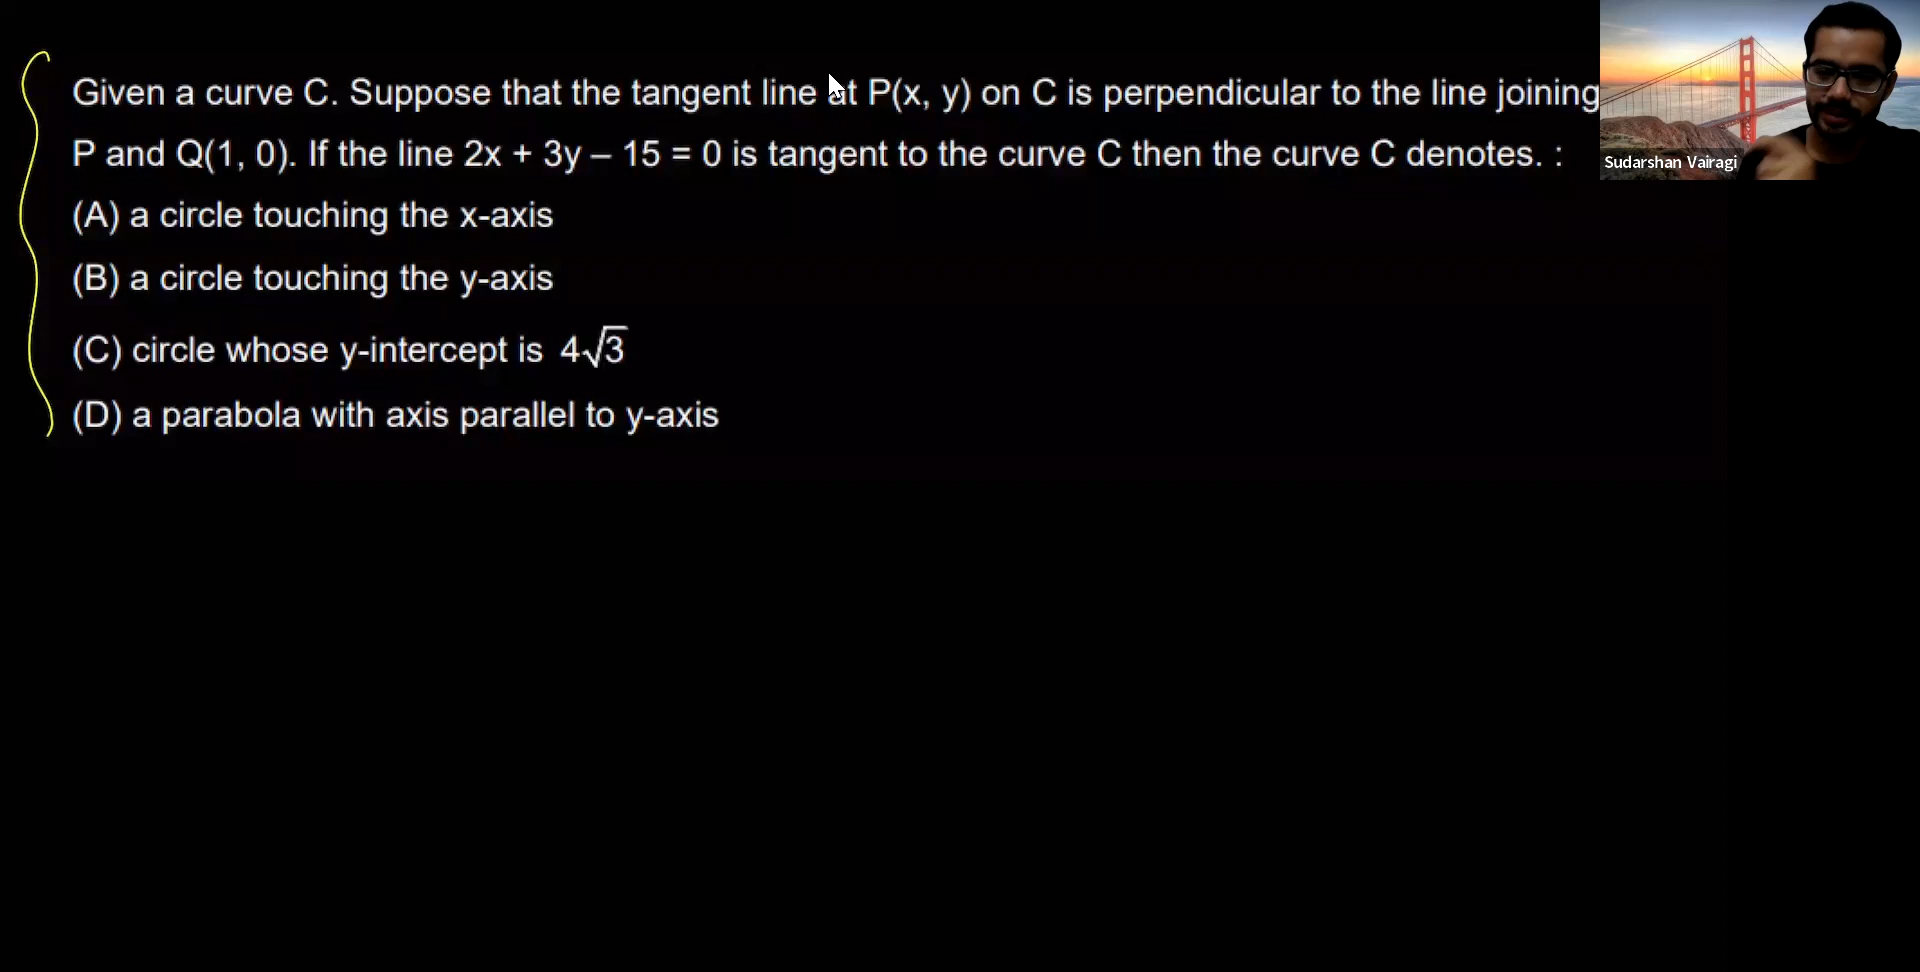 Given a curve C. Suppose that the tangent line at P(x, y) on C is perpendicular to the line joining
P and Q(1, 0). If the line 2x + 3y – 15 = 0 is tangent to the curve C then the curve C denotes. :
Sudarshan Vairagi
(A) a circle touching the x-axis
(B) a circle touching the y-axis
(C) circle whose y-intercept is 4√3
(D) a parabola with axis parallel to y-axis